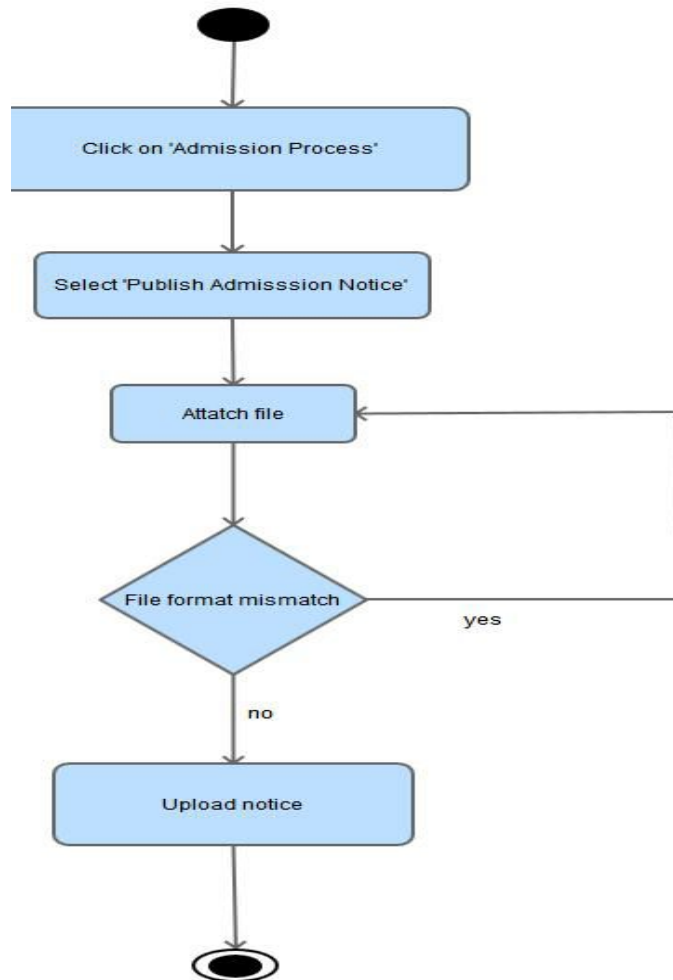 Click on 'Admission Process'
Select 'Publish Admisssion Notice'
Attatch file
File format mismatch
yes
no
Upload notice